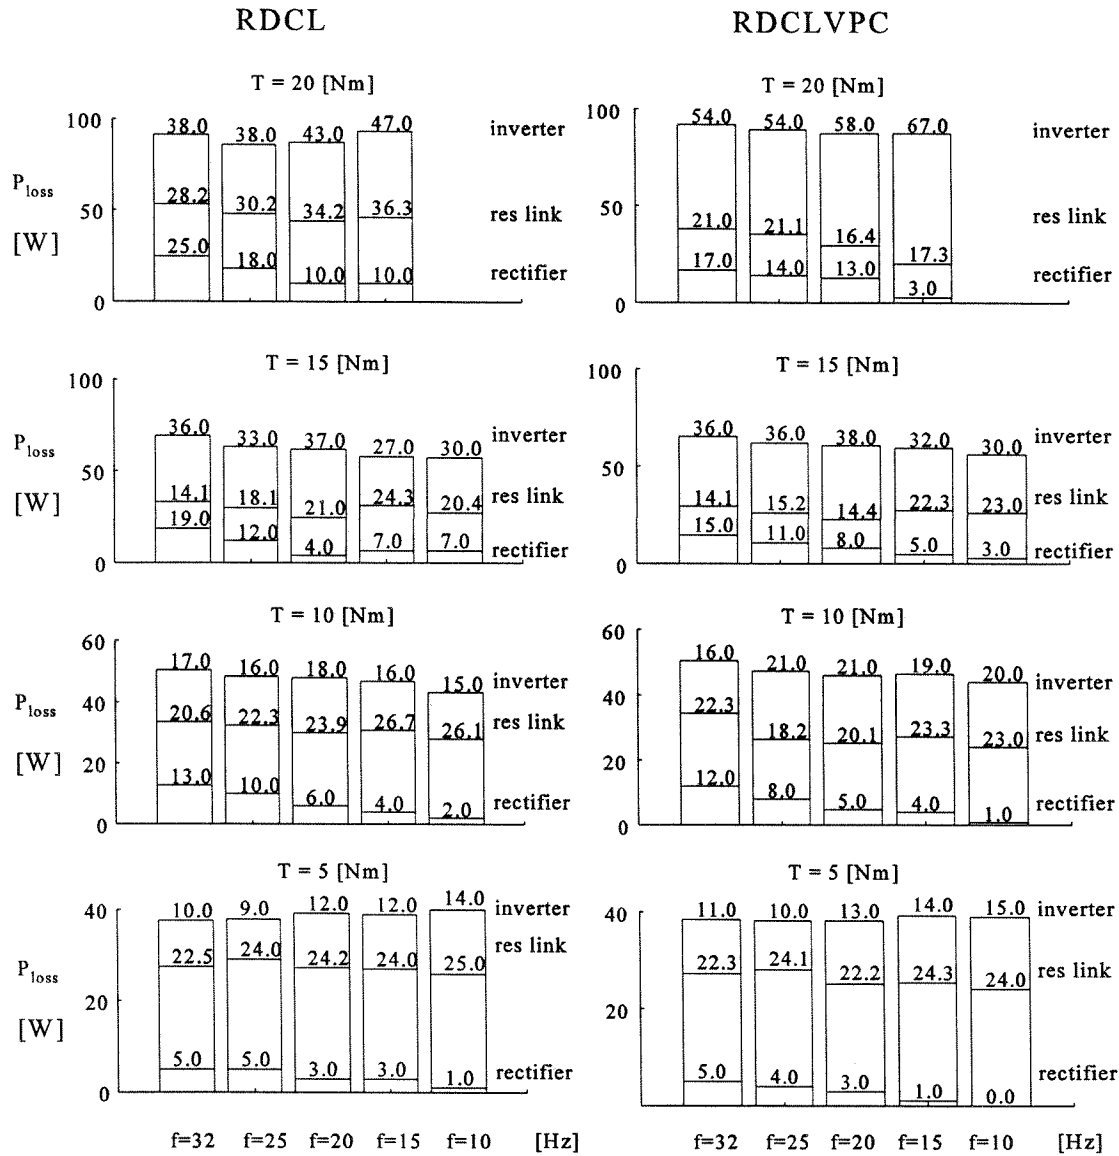 RDCL
RDCLVPC
T = 20 [Nm]
100
38.0 38.0 43.0 47.0 inverter
P_loss
28.2 30.2 34.2 36.3 res link
50
[W]
25.0 18.0 10.0 10.0 rectifier
0
T = 20 [Nm]
100
54.0 54.0 58.0 67.0 inverter
res link
50
21.0 21.1 16.4 17.3
17.0 14.0 13.0 3.0 rectifier
0
T = 15 [Nm]
100
36.0 33.0 37.0 27.0 30.0 inverter
P_loss
50
14.1 18.1 21.0 24.3 20.4 res link
[W]
19.0 12.0 4.0 7.0 7.0 rectifier
0
T = 15 [Nm]
100
36.0 36.0 38.0 32.0 30.0 inverter
50
14.1 15.2 14.4 22.3 23.0 res link
15.0 11.0 8.0 5.0 3.0 rectifier
0
T = 10 [Nm]
60
17.0 16.0 18.0 16.0 15.0 inverter
40
P_loss
20.6 22.3 23.9 26.7 26.1 res link
[W]
20
13.0 10.0 6.0 4.0 2.0 rectifier
0
T = 10 [Nm]
60
16.0 21.0 21.0 19.0 20.0 inverter
40
22.3 18.2 20.1 23.3 23.0 res link
20
12.0 8.0 5.0 4.0 1.0 rectifier
0
T = 5 [Nm]
40
10.0 9.0 12.0 12.0 14.0 inverter
22.5 24.0 24.2 24.0 25.0 res link
P_loss
20
[W]
5.0 5.0 3.0 3.0 1.0 rectifier
0
T = 5 [Nm]
40
11.0 10.0 13.0 14.0 15.0 inverter
22.3 24.1 22.2 24.3 24.0 res link
20
5.0 4.0 3.0 1.0 0.0 rectifier
f=32 f=25 f=20 f=15 f=10 [Hz]
f=32 f=25 f=20 f=15 f=10 [Hz]